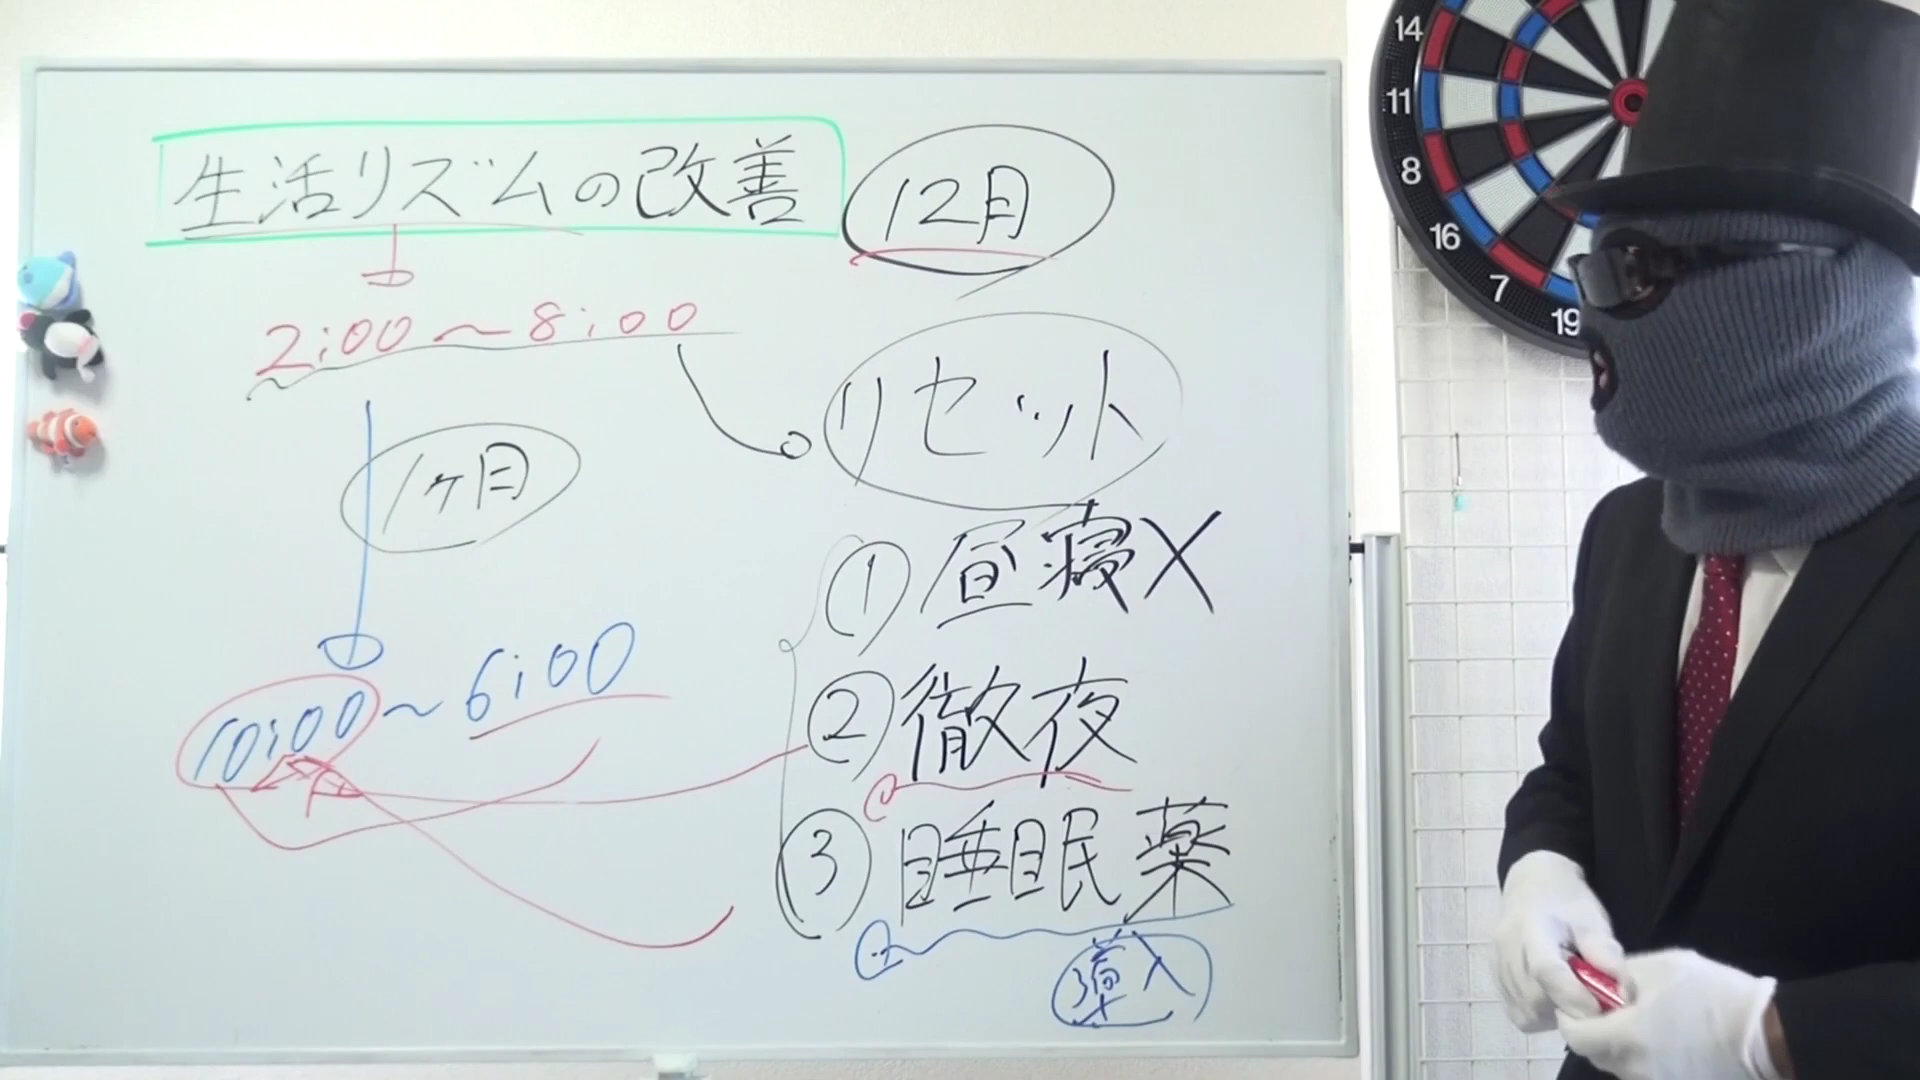 生活リズムの改善
12月
2:00～8:00
リセット
1ヶ月
10:00～6:00
①昼寝X
②徹夜
③睡眠薬
導入
14
11
8
16
7
19